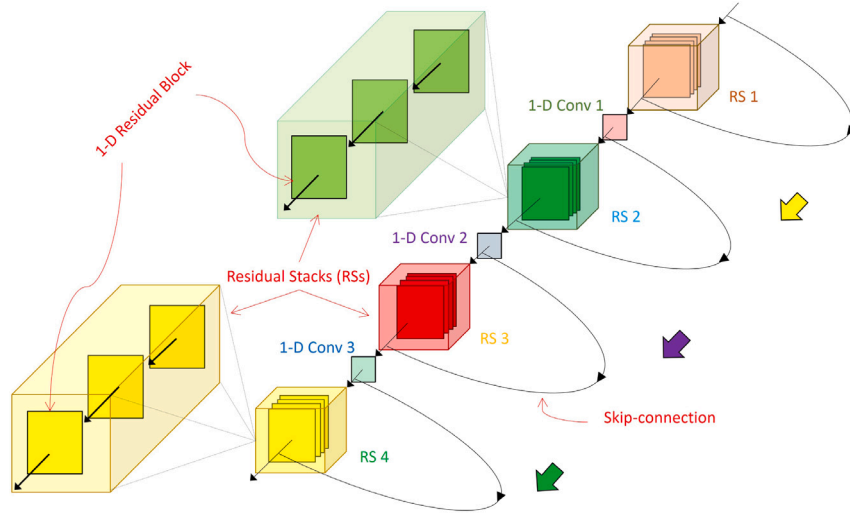 1-D Residual Block
RS 1
1-D Conv 1
RS 2
1-D Conv 2
Residual Stacks (RSs)
RS 3
1-D Conv 3
Skip-connection
RS 4